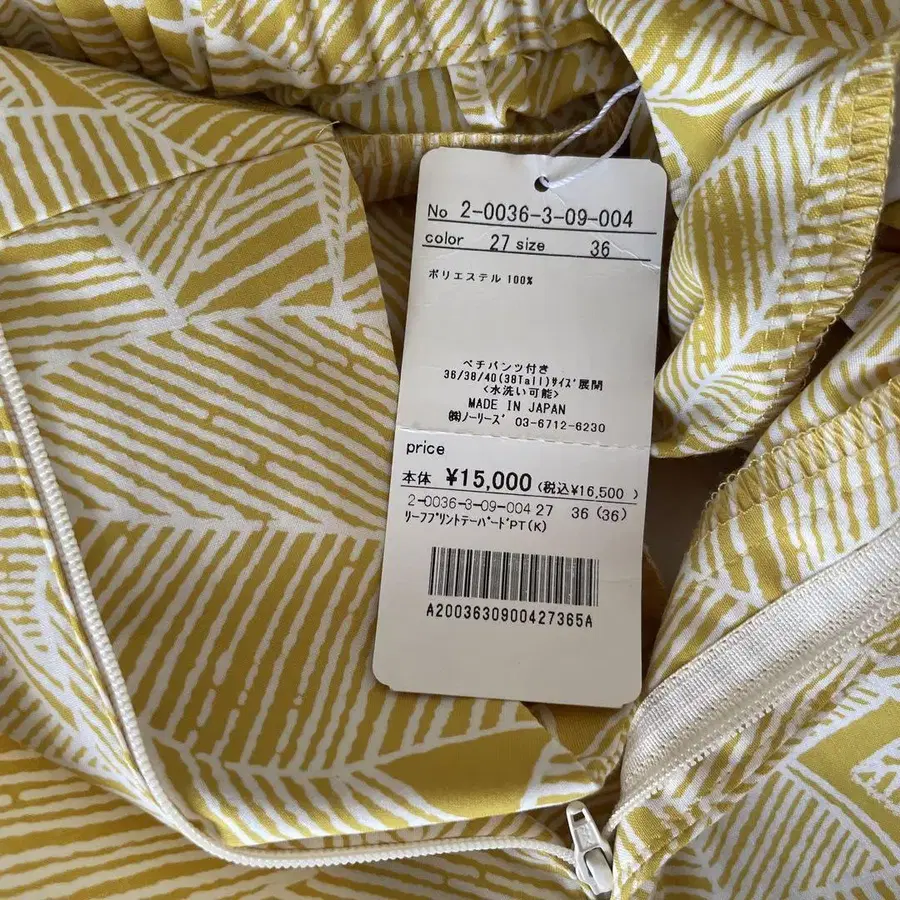 No 2-0036-3-09-004
color 27 size 36
ポリエステル 100%
ペチパンツ付き
36/38/40(38Tall)サイズ展開
<水洗い可能>
MADE IN JAPAN
㈱ノーリーズ 03-6712-6230
price
本体 ¥15,000 (税込¥16,500 )
2-0036-3-09-004 27 36 (36)
リーフプリントテーパードPT(K)
A2003630900427365A